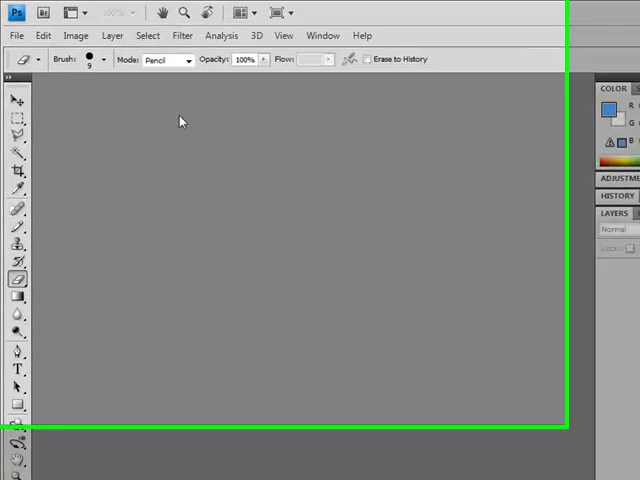 Ps Br 100%
File Edit Image Layer Select Filter Analysis 3D View Window Help
Brush: 9 Mode: Pencil Opacity: 100% Flow: Erase to History
COLOR
R
G
B
ADJUSTME
HISTORY
LAYERS
Normal
T